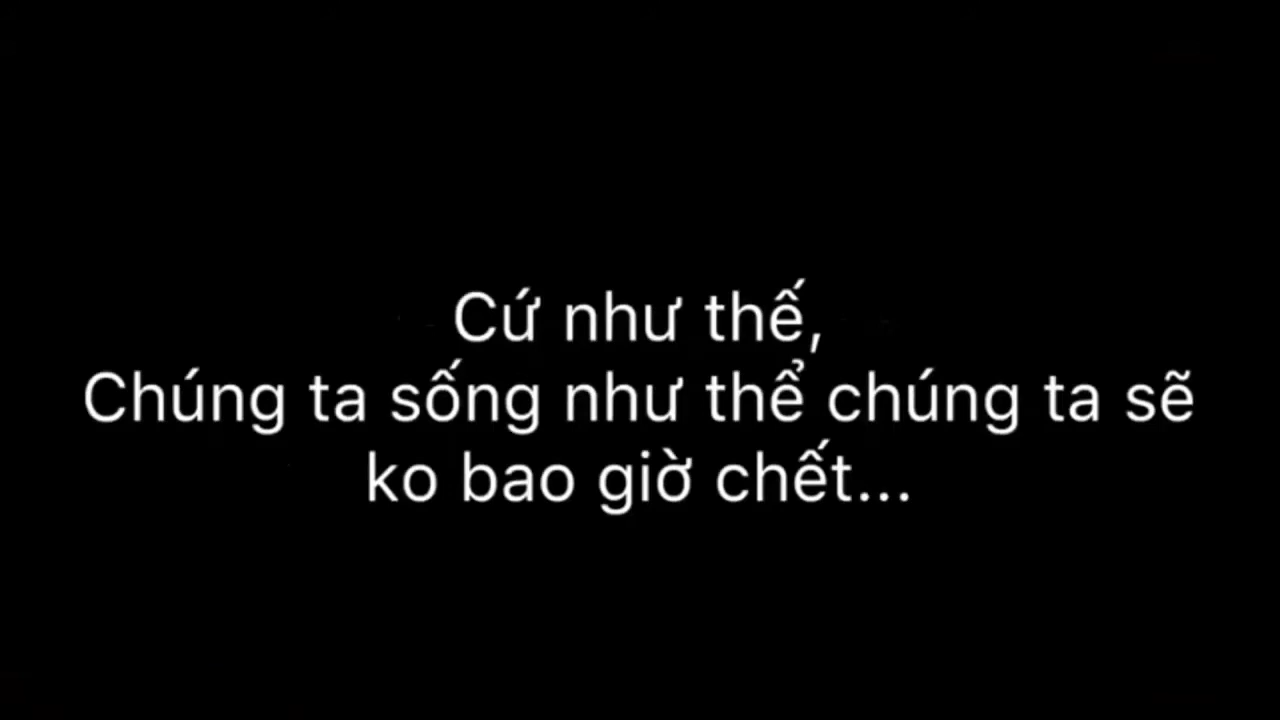 Cứ như thế,
Chúng ta sống như thể chúng ta sẽ
ko bao giờ chết...